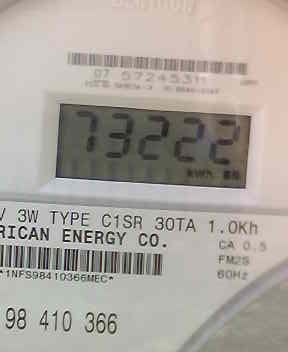 07 57245311
73222
kWh
V 3W TYPE C1SR 30TA 1.0Kh
RICAN ENERGY CO.
CA 0.5
FM2S
60Hz
*1NFS98410366MEC*
98 410 366